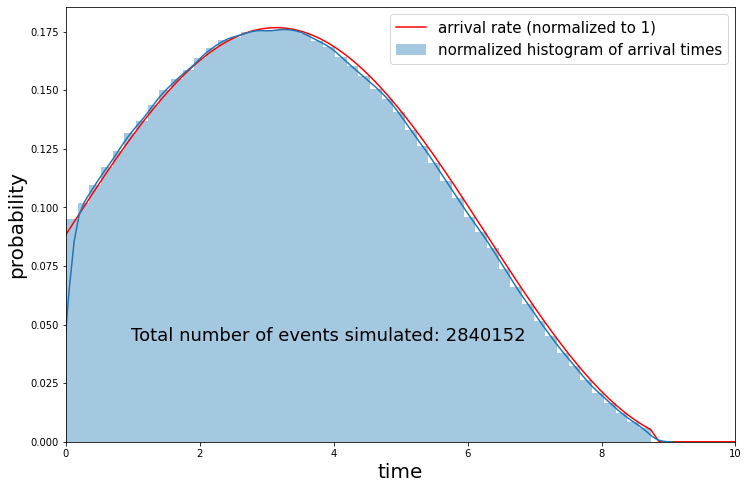 arrival rate (normalized to 1)
normalized histogram of arrival times
0.175
0.150
0.125
0.100
0.075
0.050
0.025
0.000
probability
Total number of events simulated: 2840152
0 2 4 6 8 10
time